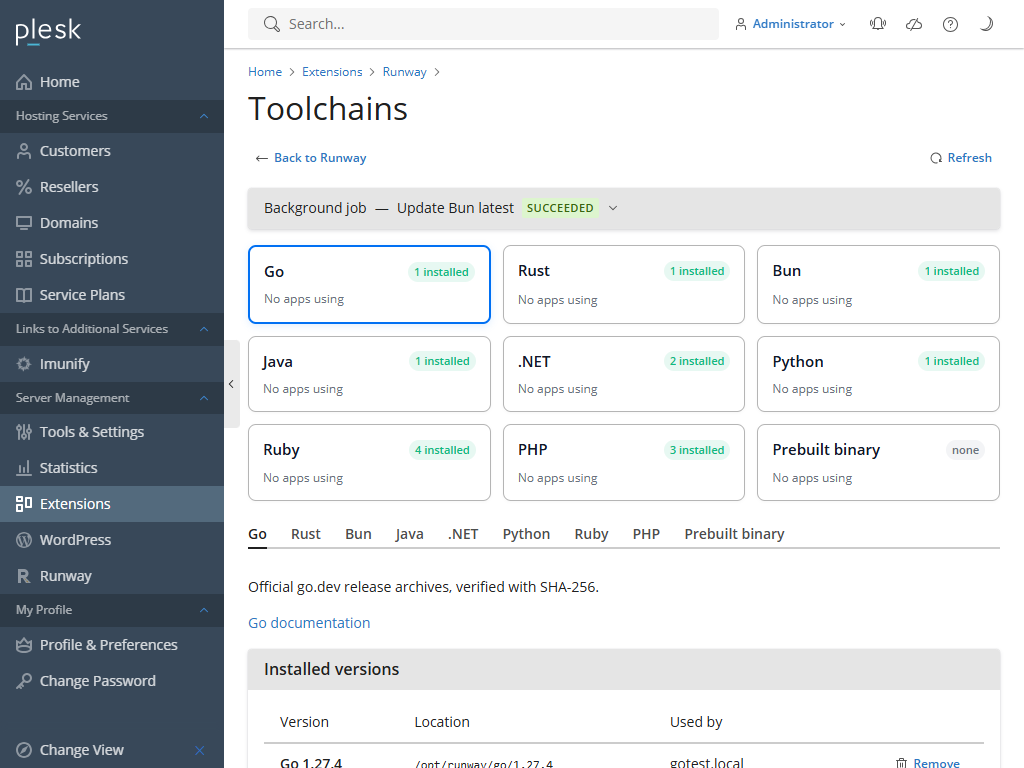 plesk
Search...
Administrator
Home
Hosting Services
Customers
Resellers
Domains
Subscriptions
Service Plans
Links to Additional Services
Imunify
Server Management
Tools & Settings
Statistics
Extensions
WordPress
Runway
My Profile
Profile & Preferences
Change Password
Change View
Home > Extensions > Runway >
Toolchains
← Back to Runway
Refresh
Background job — Update Bun latest SUCCEEDED
Go 1 installed
No apps using
Rust 1 installed
No apps using
Bun 1 installed
No apps using
Java 1 installed
No apps using
.NET 2 installed
No apps using
Python 1 installed
No apps using
Ruby 4 installed
No apps using
PHP 3 installed
No apps using
Prebuilt binary none
No apps using
Go Rust Bun Java .NET Python Ruby PHP Prebuilt binary
Official go.dev release archives, verified with SHA-256.
Go documentation
Installed versions
Version Location Used by
Go 1.27.4 /opt/runway/go/1.27.4 gotest.local Remove